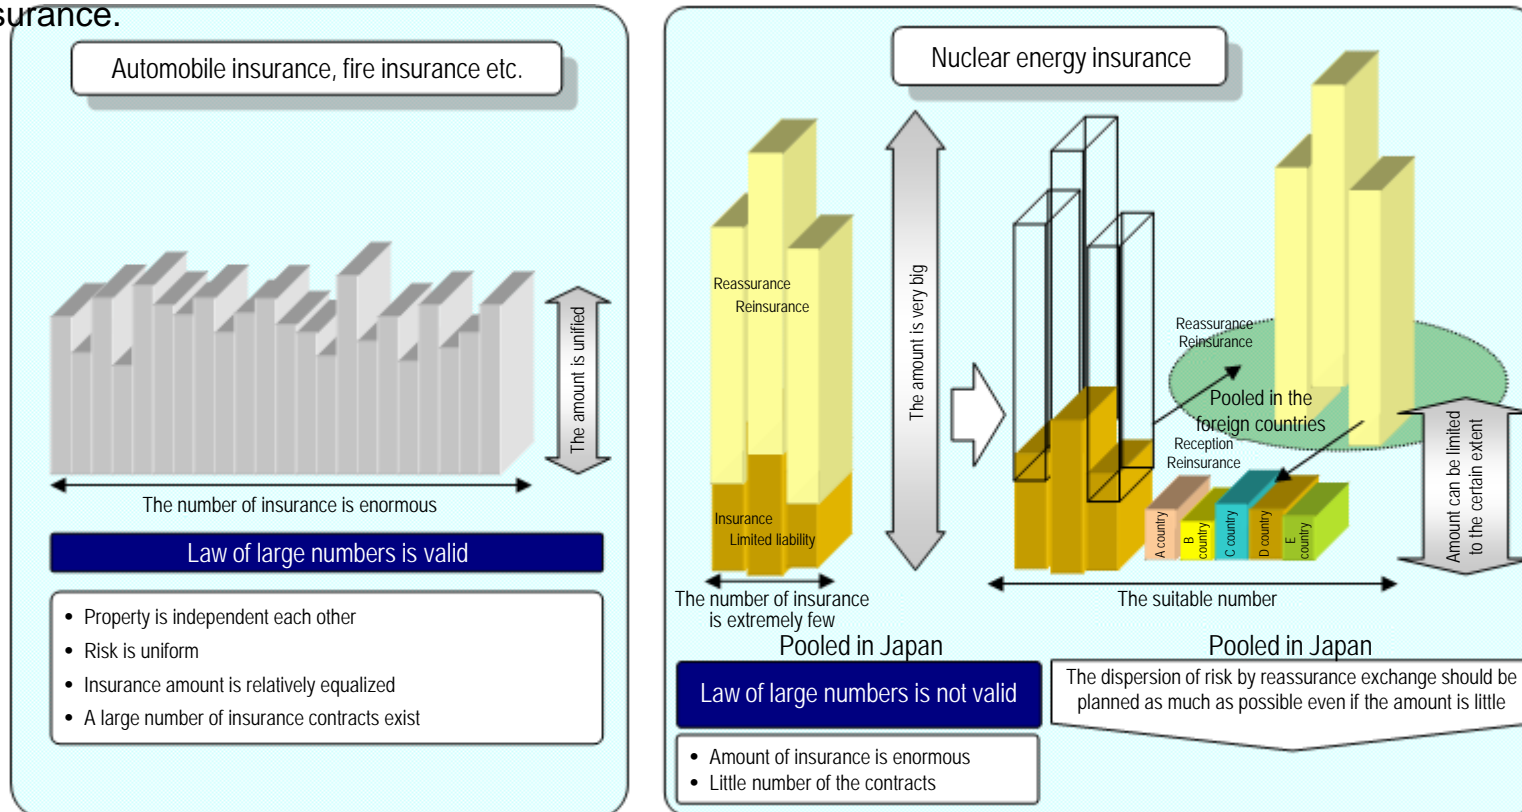 surance.
Automobile insurance, fire insurance etc.
The amount is unified
The number of insurance is enormous
Law of large numbers is valid
• Property is independent each other
• Risk is uniform
• Insurance amount is relatively equalized
• A large number of insurance contracts exist
Nuclear energy insurance
Reassurance
Reinsurance
Insurance
Limited liability
The amount is very big
The number of insurance
is extremely few
Pooled in Japan
Law of large numbers is not valid
• Amount of insurance is enormous
• Little number of the contracts
Reassurance
Reinsurance
Pooled in the
foreign countries
Reception
Reinsurance
A country
B
country
C country
D country
E
country
Amount can be limited
to the certain extent
The suitable number
Pooled in Japan
The dispersion of risk by reassurance exchange should be
planned as much as possible even if the amount is little